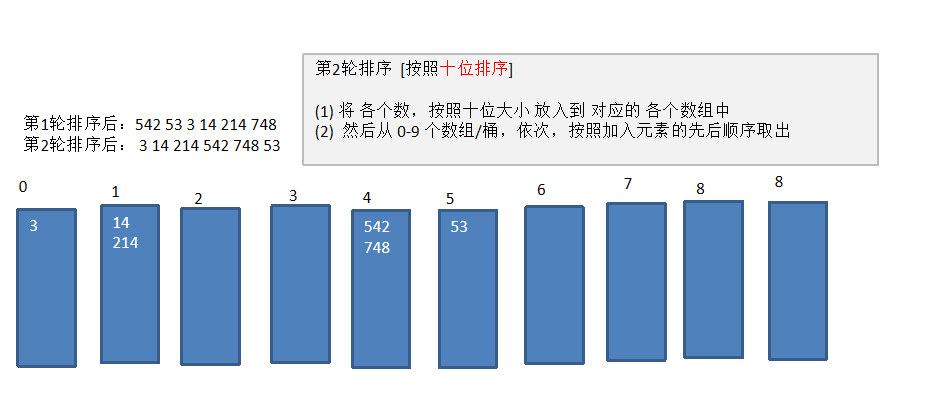 第2轮排序 [按照十位排序]
(1) 将 各个数，按照十位大小 放入到 对应的 各个数组中
(2) 然后从 0-9 个数组/桶，依次，按照加入元素的先后顺序取出
第1轮排序后：542 53 3 14 214 748
第2轮排序后： 3 14 214 542 748 53
0 1 2 3 4 5 6 7 8 8
3 14 542 53
214 748